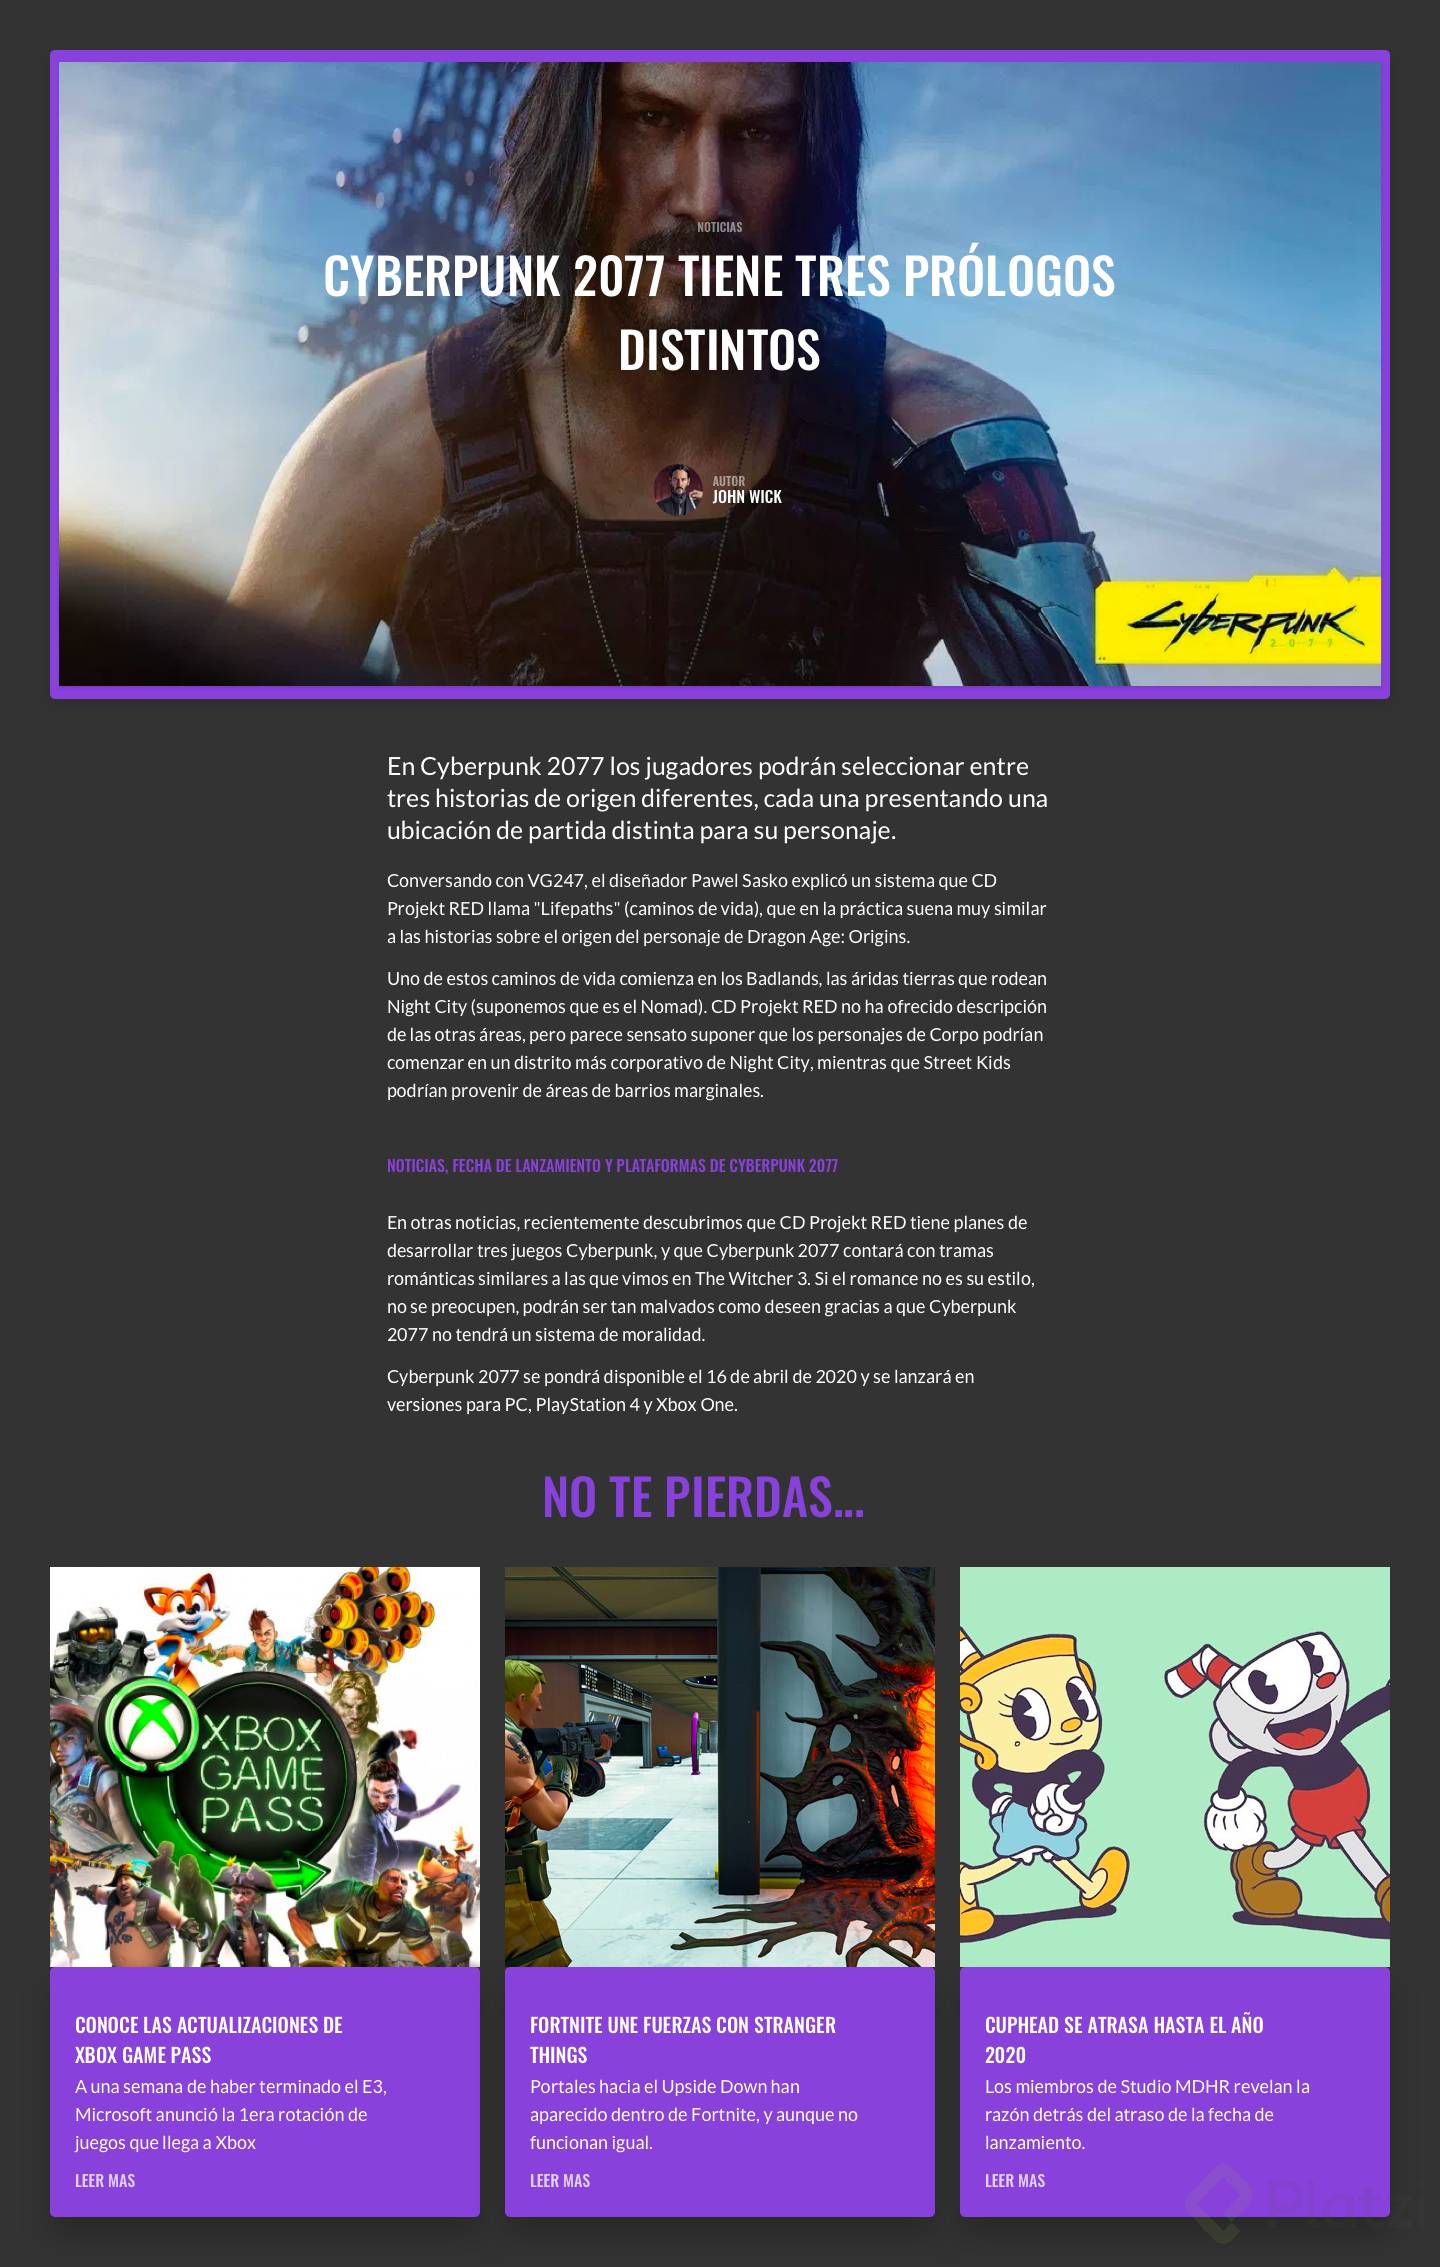 NOTICIAS
CYBERPUNK 2077 TIENE TRES PRÓLOGOS
DISTINTOS
AUTOR
JOHN WICK
Cyberpunk
2077
En Cyberpunk 2077 los jugadores podrán seleccionar entre
tres historias de origen diferentes, cada una presentando una
ubicación de partida distinta para su personaje.
Conversando con VG247, el diseñador Pawel Sasko explicó un sistema que CD
Projekt RED llama "Lifepaths" (caminos de vida), que en la práctica suena muy similar
a las historias sobre el origen del personaje de Dragon Age: Origins.
Uno de estos caminos de vida comienza en los Badlands, las áridas tierras que rodean
Night City (suponemos que es el Nomad). CD Projekt RED no ha ofrecido descripción
de las otras áreas, pero parece sensato suponer que los personajes de Corpo podrían
comenzar en un distrito más corporativo de Night City, mientras que Street Kids
podrían provenir de áreas de barrios marginales.
NOTICIAS, FECHA DE LANZAMIENTO Y PLATAFORMAS DE CYBERPUNK 2077
En otras noticias, recientemente descubrimos que CD Projekt RED tiene planes de
desarrollar tres juegos Cyberpunk, y que Cyberpunk 2077 contará con tramas
románticas similares a las que vimos en The Witcher 3. Si el romance no es su estilo,
no se preocupen, podrán ser tan malvados como deseen gracias a que Cyberpunk
2077 no tendrá un sistema de moralidad.
Cyberpunk 2077 se pondrá disponible el 16 de abril de 2020 y se lanzará en
versiones para PC, PlayStation 4 y Xbox One.
NO TE PIERDAS...
XBOX
GAME
PASS
CONOCE LAS ACTUALIZACIONES DE
XBOX GAME PASS
A una semana de haber terminado el E3,
Microsoft anunció la 1era rotación de
juegos que llega a Xbox
LEER MAS
FORTNITE UNE FUERZAS CON STRANGER
THINGS
Portales hacia el Upside Down han
aparecido dentro de Fortnite, y aunque no
funcionan igual.
LEER MAS
CUPHEAD SE ATRASA HASTA EL AÑO
2020
Los miembros de Studio MDHR revelan la
razón detrás del atraso de la fecha de
lanzamiento.
LEER MAS
Platzi